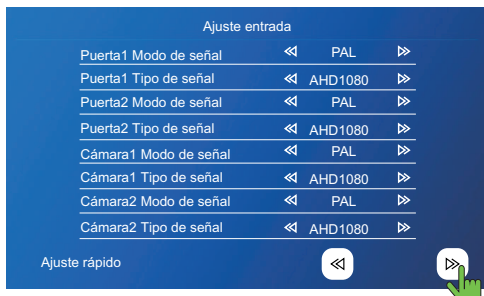 Ajuste entrada
Puerta1 Modo de señal PAL
Puerta1 Tipo de señal AHD1080
Puerta2 Modo de señal PAL
Puerta2 Tipo de señal AHD1080
Cámara1 Modo de señal PAL
Cámara1 Tipo de señal AHD1080
Cámara2 Modo de señal PAL
Cámara2 Tipo de señal AHD1080
Ajuste rápido